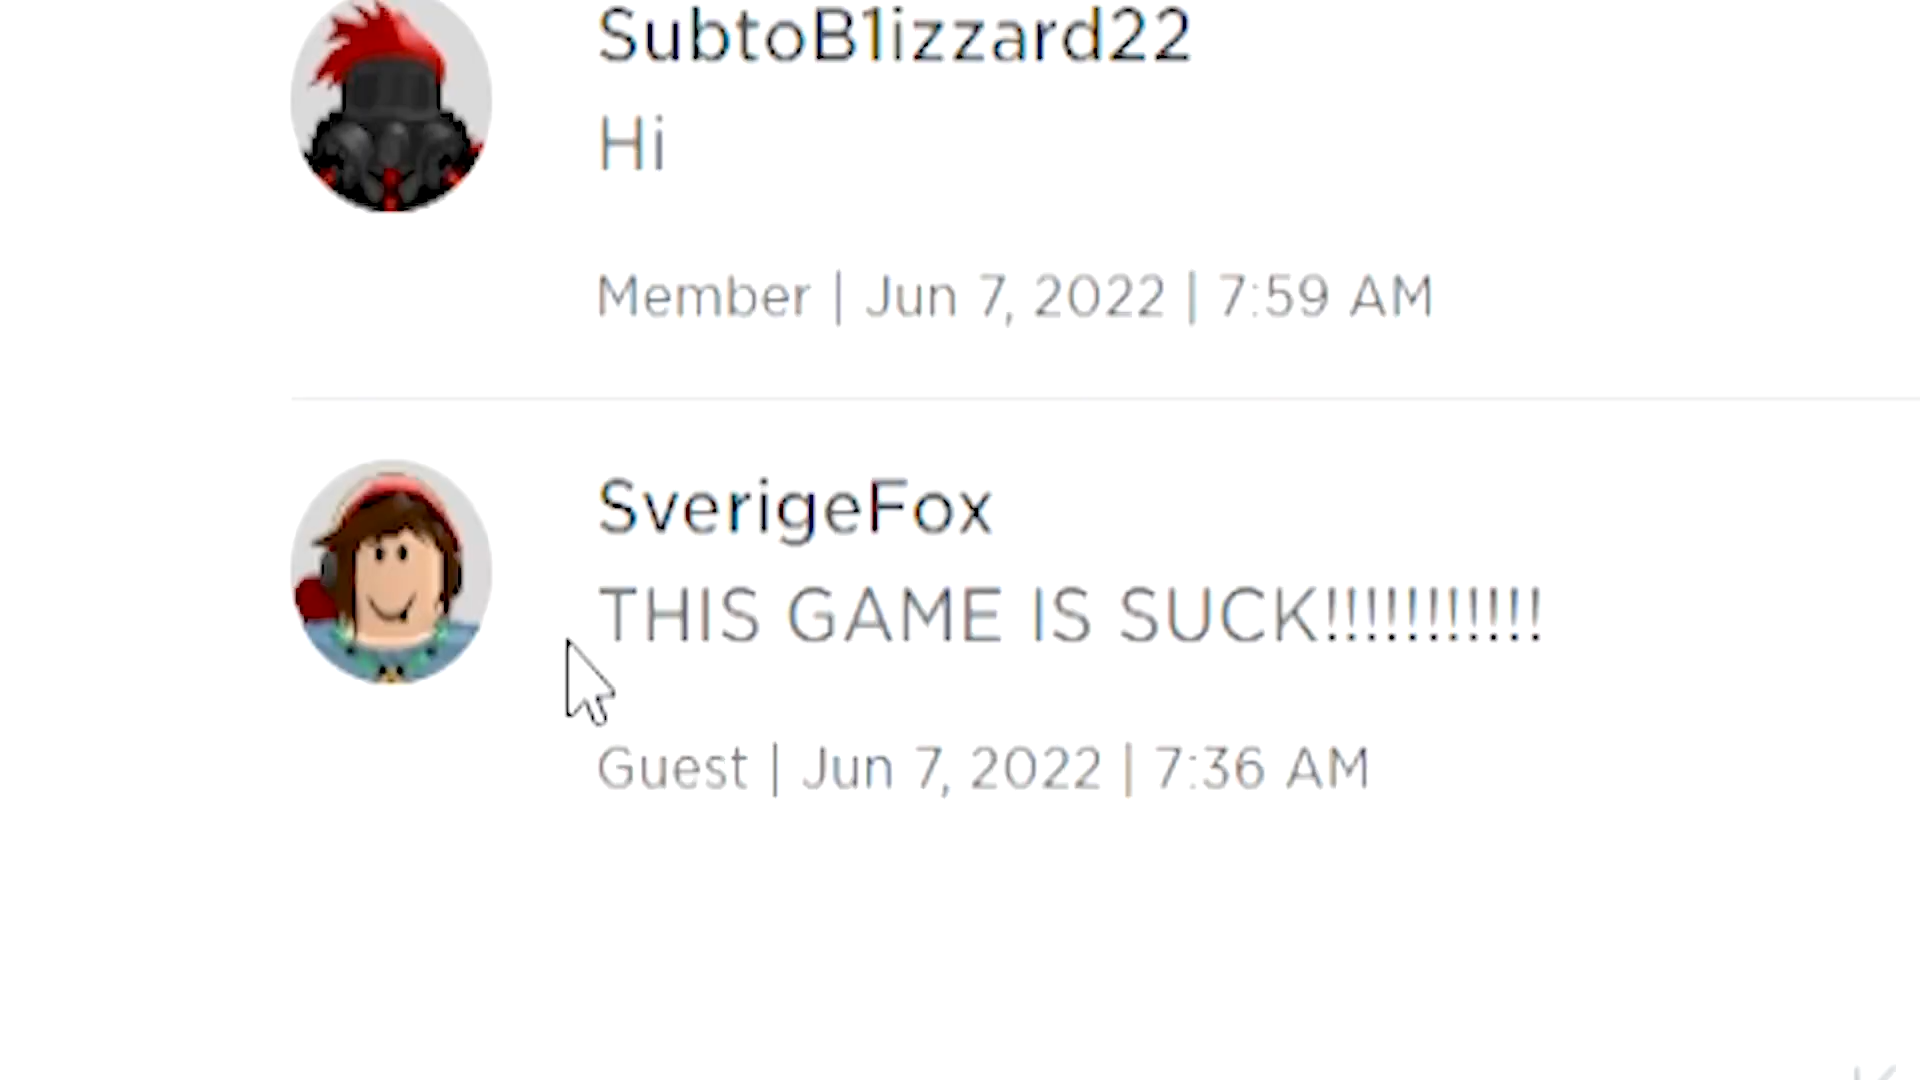 SubtoB1izzard22
Hi
Member | Jun 7, 2022 | 7:59 AM
SverigeFox
THIS GAME IS SUCK!!!!!!!!!!!
Guest | Jun 7, 2022 | 7:36 AM